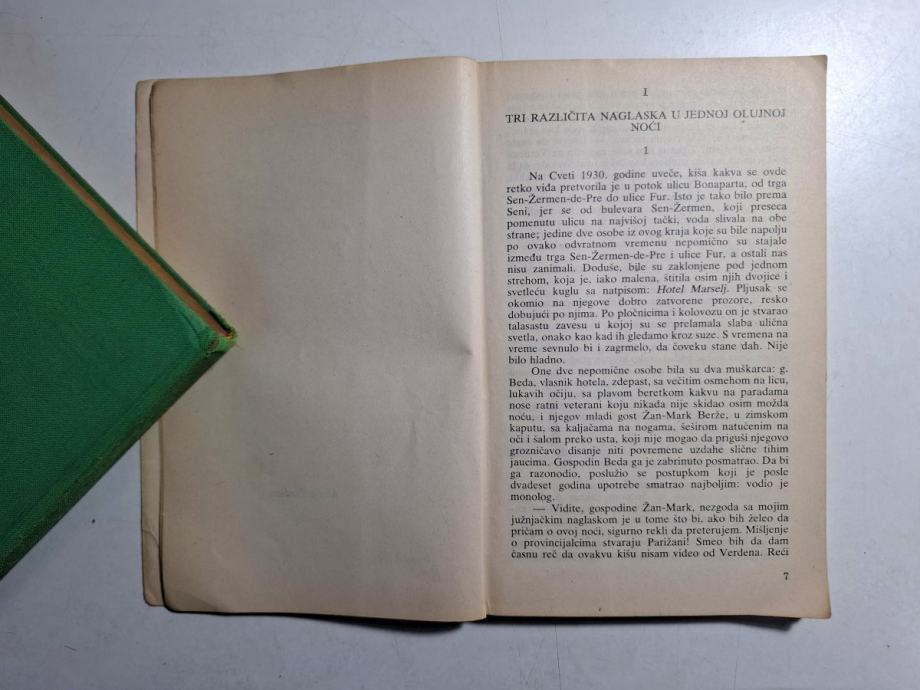 I
TRI RAZLIČITA NAGLASKA U JEDNOJ OLUJNOJ
NOĆI
1
Na Cveti 1930. godine uveče, kiša kakva se ovde
retko viđa pretvorila je u potok ulicu Bonaparta, od trga
Sen-Žermen-de-Pre do ulice Fur. Isto je tako bilo prema
Seni, jer se od bulevara Sen-Žermen, koji preseca
pomenutu ulicu na najvišoj tački, voda slivala na obe
strane; jedine dve osobe iz ovog kraja koje su bile napolju
po ovako odvratnom vremenu nepomično su stajale
između trga Sen-Žermen-de-Pre i ulice Fur, a ostali nas
nisu zanimali. Doduše, bile su zaklonjene pod jednom
strehom, koja je, iako malena, štitila osim njih dvojice i
svetleću kuglu sa natpisom: Hotel Marselj. Pljusak se
okomio na njegove dobro zatvorene prozore, resko
dobujući po njima. Po pločnicima i kolovozu on je stvarao
talasastu zavesu u kojoj su se prelamala slaba ulična
svetla, onako kao kad ih gledamo kroz suze. S vremena na
vreme sevnulo bi i zagrmelo, da čoveku stane dah. Nije
bilo hladno.
One dve nepomične osobe bila su dva muškarca: g.
Beda, vlasnik hotela, zdepast, sa večitim osmehom na licu,
lukavih očiju, sa plavom beretkom kakvu na paradama
nose ratni veterani koju nikada nije skidao osim možda
noću, i njegov mladi gost Žan-Mark Berže, u zimskom
kaputu, sa kaljačama na nogama, šeširom natučenim na
oči i šalom preko usta, koji nije mogao da priguši njegovo
grozničavo disanje niti povremene uzdahe slične tihim
jaucima. Gospodin Beda ga je zabrinuto posmatrao. Da bi
ga razonodio, poslužio se postupkom koji je posle
dvadeset godina upotrebe smatrao najboljim: vodio je
monolog.
— Vidite, gospodine Žan-Mark, nezgoda sa mojim
južnjačkim naglaskom je u tome što bi, ako bih želeo da
pričam o ovoj noći, sigurno rekli da preterujem. Mišljenje
o provincijalcima stvaraju Parižani! Smeo bih da dam
časnu reč da ovakvu kišu nisam video od Verdena. Reći
7